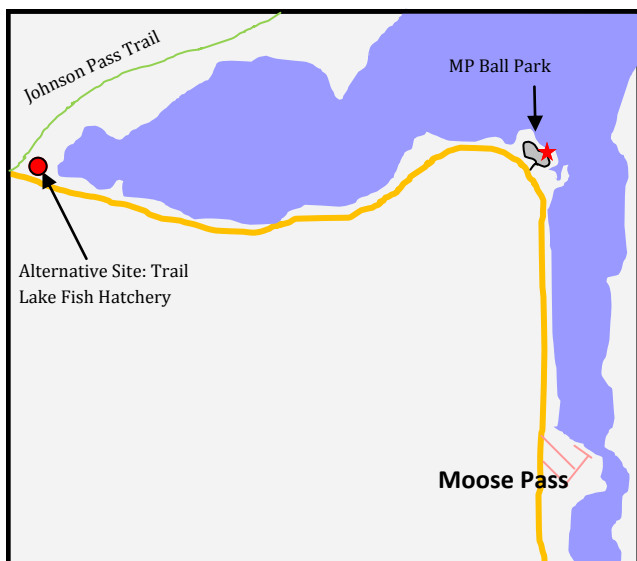 Johnson Pass Trail
MP Ball Park
Alternative Site: Trail
Lake Fish Hatchery
Moose Pass